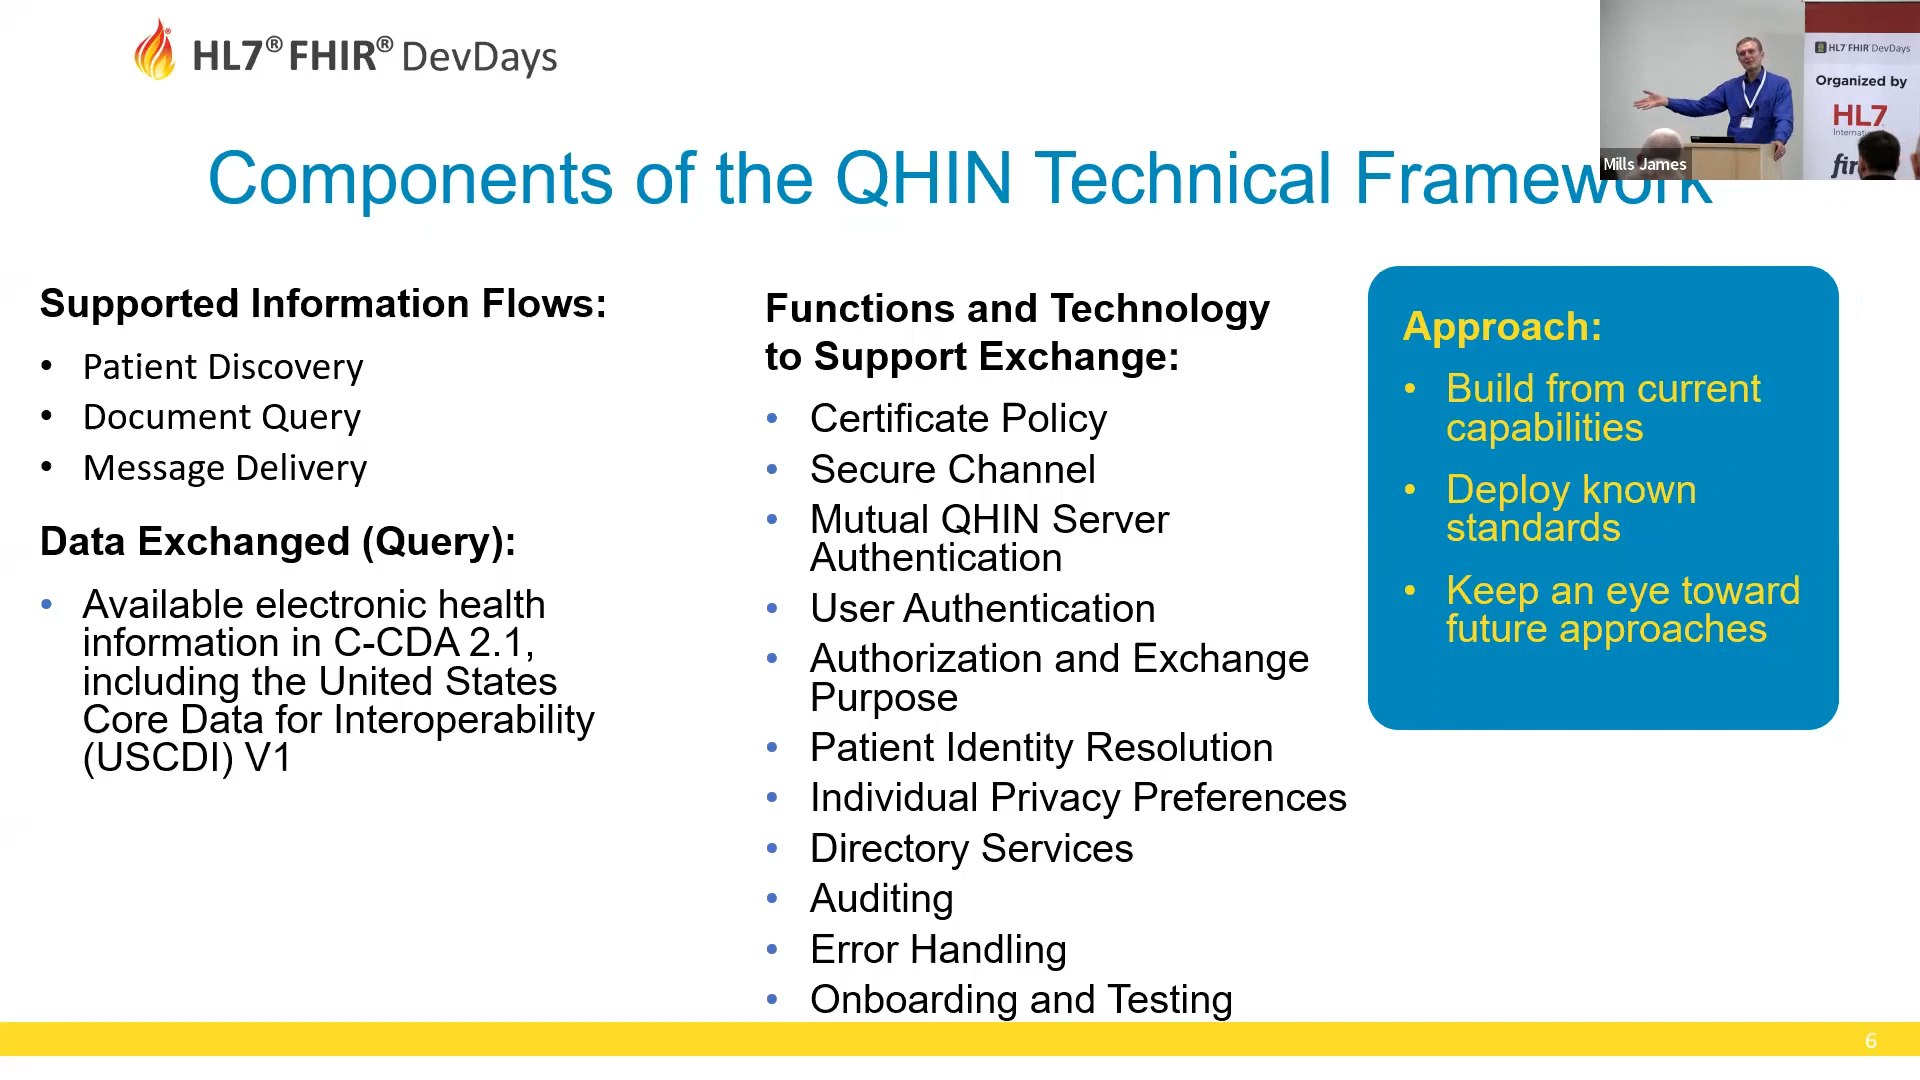 HL7® FHIR® DevDays
HL7 FHIR DevDays
Organized by
HL7
International
Mills James
Components of the QHIN Technical Framework
Supported Information Flows:
• Patient Discovery
• Document Query
• Message Delivery
Data Exchanged (Query):
• Available electronic health
information in C-CDA 2.1,
including the United States
Core Data for Interoperability
(USCDI) V1
Functions and Technology
to Support Exchange:
• Certificate Policy
• Secure Channel
• Mutual QHIN Server
Authentication
• User Authentication
• Authorization and Exchange
Purpose
• Patient Identity Resolution
• Individual Privacy Preferences
• Directory Services
• Auditing
• Error Handling
• Onboarding and Testing
Approach:
• Build from current
capabilities
• Deploy known
standards
• Keep an eye toward
future approaches
6